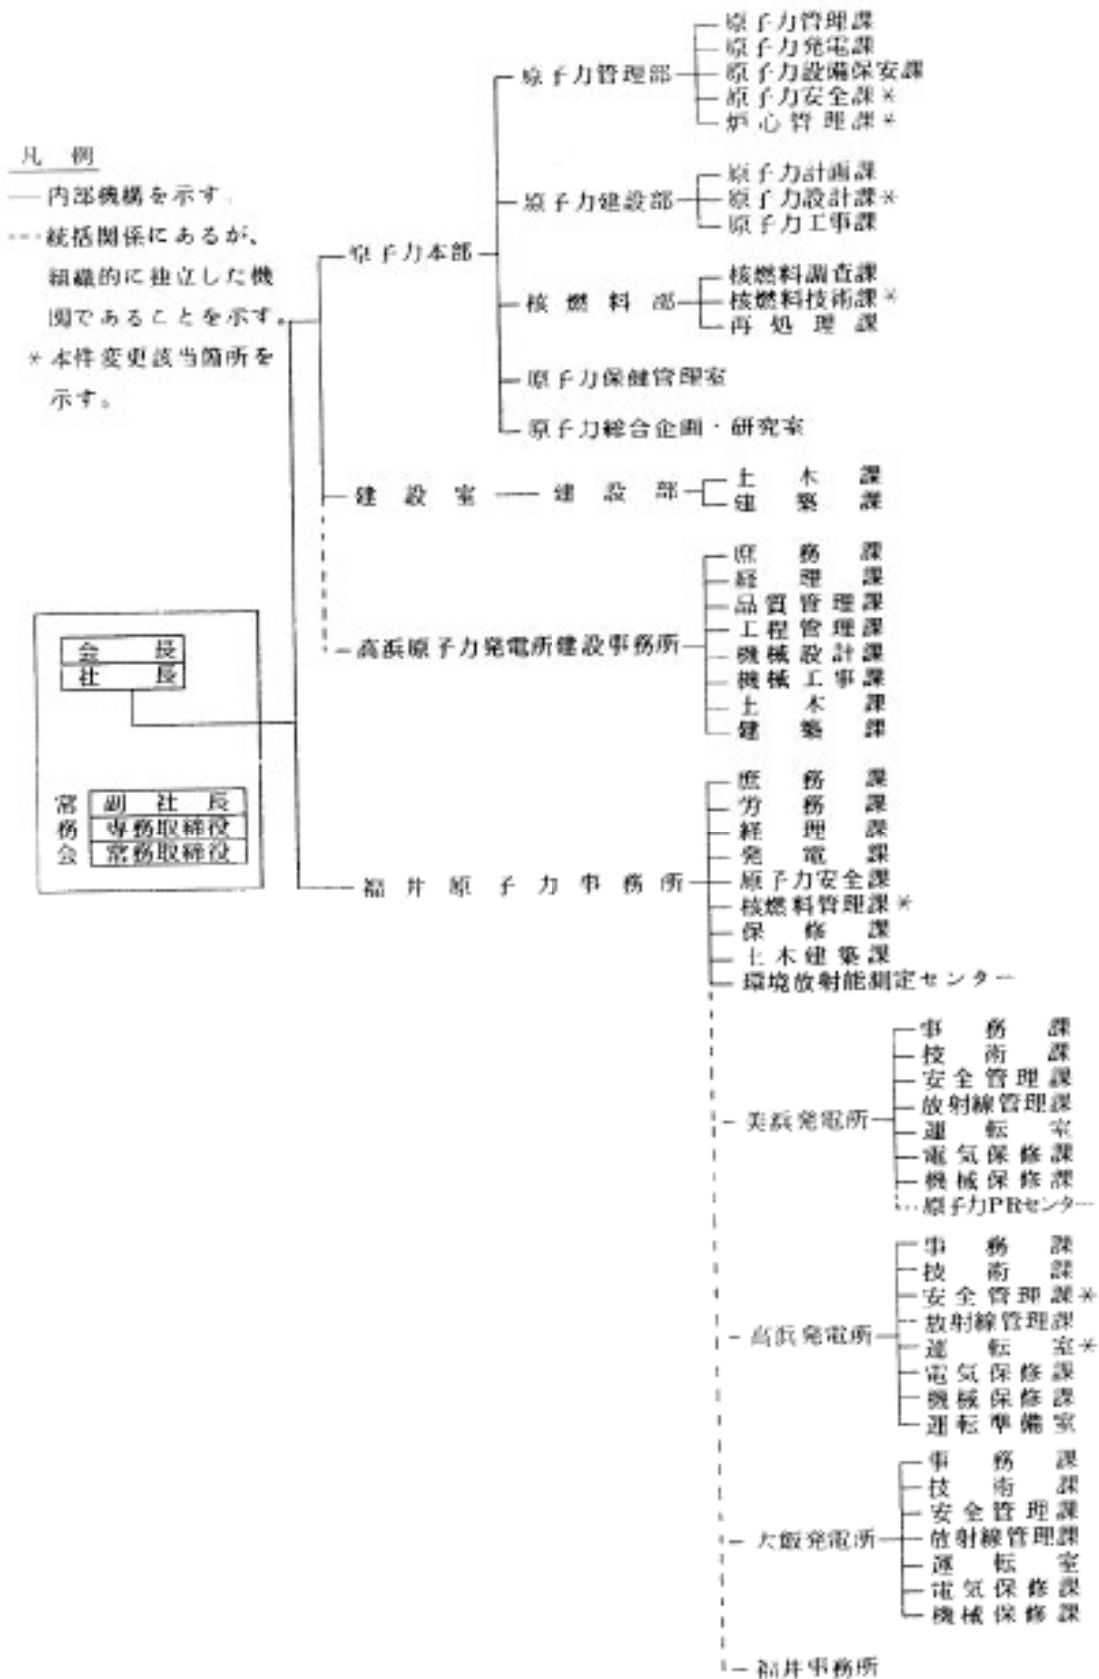 凡例
― 内部機構を示す。
--- 統括関係にあるが、
組織的に独立した機
関であることを示す。
* 本件変更該当箇所を
示す。
会長
社長
常務会
副社長
専務取締役
常務取締役
原子力本部
原子力管理部
原子力管理課
原子力発電課
原子力設備保安課
原子力安全課*
炉心管理課*
原子力建設部
原子力計画課
原子力設計課*
原子力工事課
核燃料部
核燃料調査課
核燃料技術課*
再処理課
原子力保健管理室
原子力総合企画・研究室
建設室
建設部
土木課
建築課
高浜原子力発電所建設事務所
庶務課
経理課
品質管理課
工程管理課
機械設計課
機械工事課
土木課
建築課
福井原子力事務所
庶務課
労務課
経理課
発電課
原子力安全課
核燃料管理課*
保修課
土木建築課
環境放射能測定センター
美浜発電所
事務課
技術課
安全管理課
放射線管理課
運転室
電気保修課
機械保修課
原子力PRセンター
高浜発電所
事務課
技術課
安全管理課*
放射線管理課
運転室*
電気保修課
機械保修課
運転準備室
大飯発電所
事務課
技術課
安全管理課
放射線管理課
運転室
電気保修課
機械保修課
福井事務所